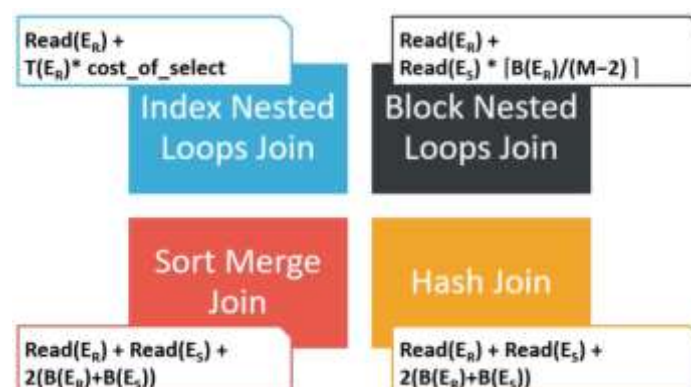 Read(E_R) +
T(E_R)* cost_of_select
Index Nested
Loops Join
Read(E_R) +
Read(E_S) * ⌈B(E_R)/(M−2) ⌉
Block Nested
Loops Join
Sort Merge
Join
Read(E_R) + Read(E_S) +
2(B(E_R)+B(E_S))
Hash Join
Read(E_R) + Read(E_S) +
2(B(E_R)+B(E_S))